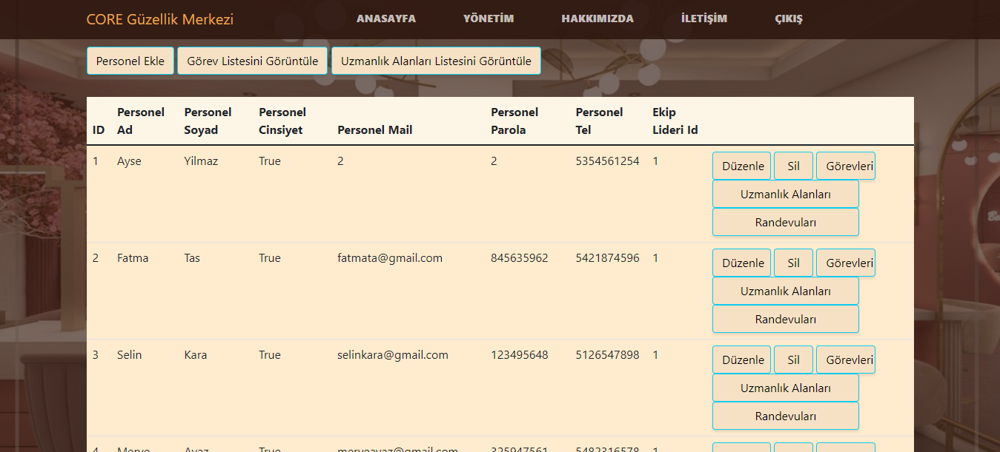 CORE Güzellik Merkezi ANASAYFA YÖNETİM HAKKIMIZDA İLETİŞİM ÇIKIŞ
Personel Ekle Görev Listesini Görüntüle Uzmanlık Alanları Listesini Görüntüle
ID Personel Ad Personel Soyad Personel Cinsiyet Personel Mail Personel Parola Personel Tel Ekip Lideri Id
1 Ayse Yilmaz True 2 2 5354561254 1 Düzenle Sil Görevleri
Uzmanlık Alanları
Randevuları
2 Fatma Tas True fatmata@gmail.com 845635962 5421874596 1 Düzenle Sil Görevleri
Uzmanlık Alanları
Randevuları
3 Selin Kara True selinkara@gmail.com 123495648 5126547898 1 Düzenle Sil Görevleri
Uzmanlık Alanları
Randevuları
4 Merve Ayaz True merveayaz@gmail.com 325947561 5482316578 1